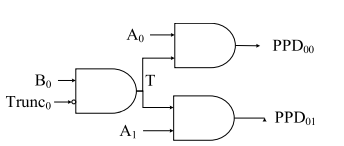 A₀
PPD₀₀
B₀
T
Trunc₀
A₁
PPD₀₁